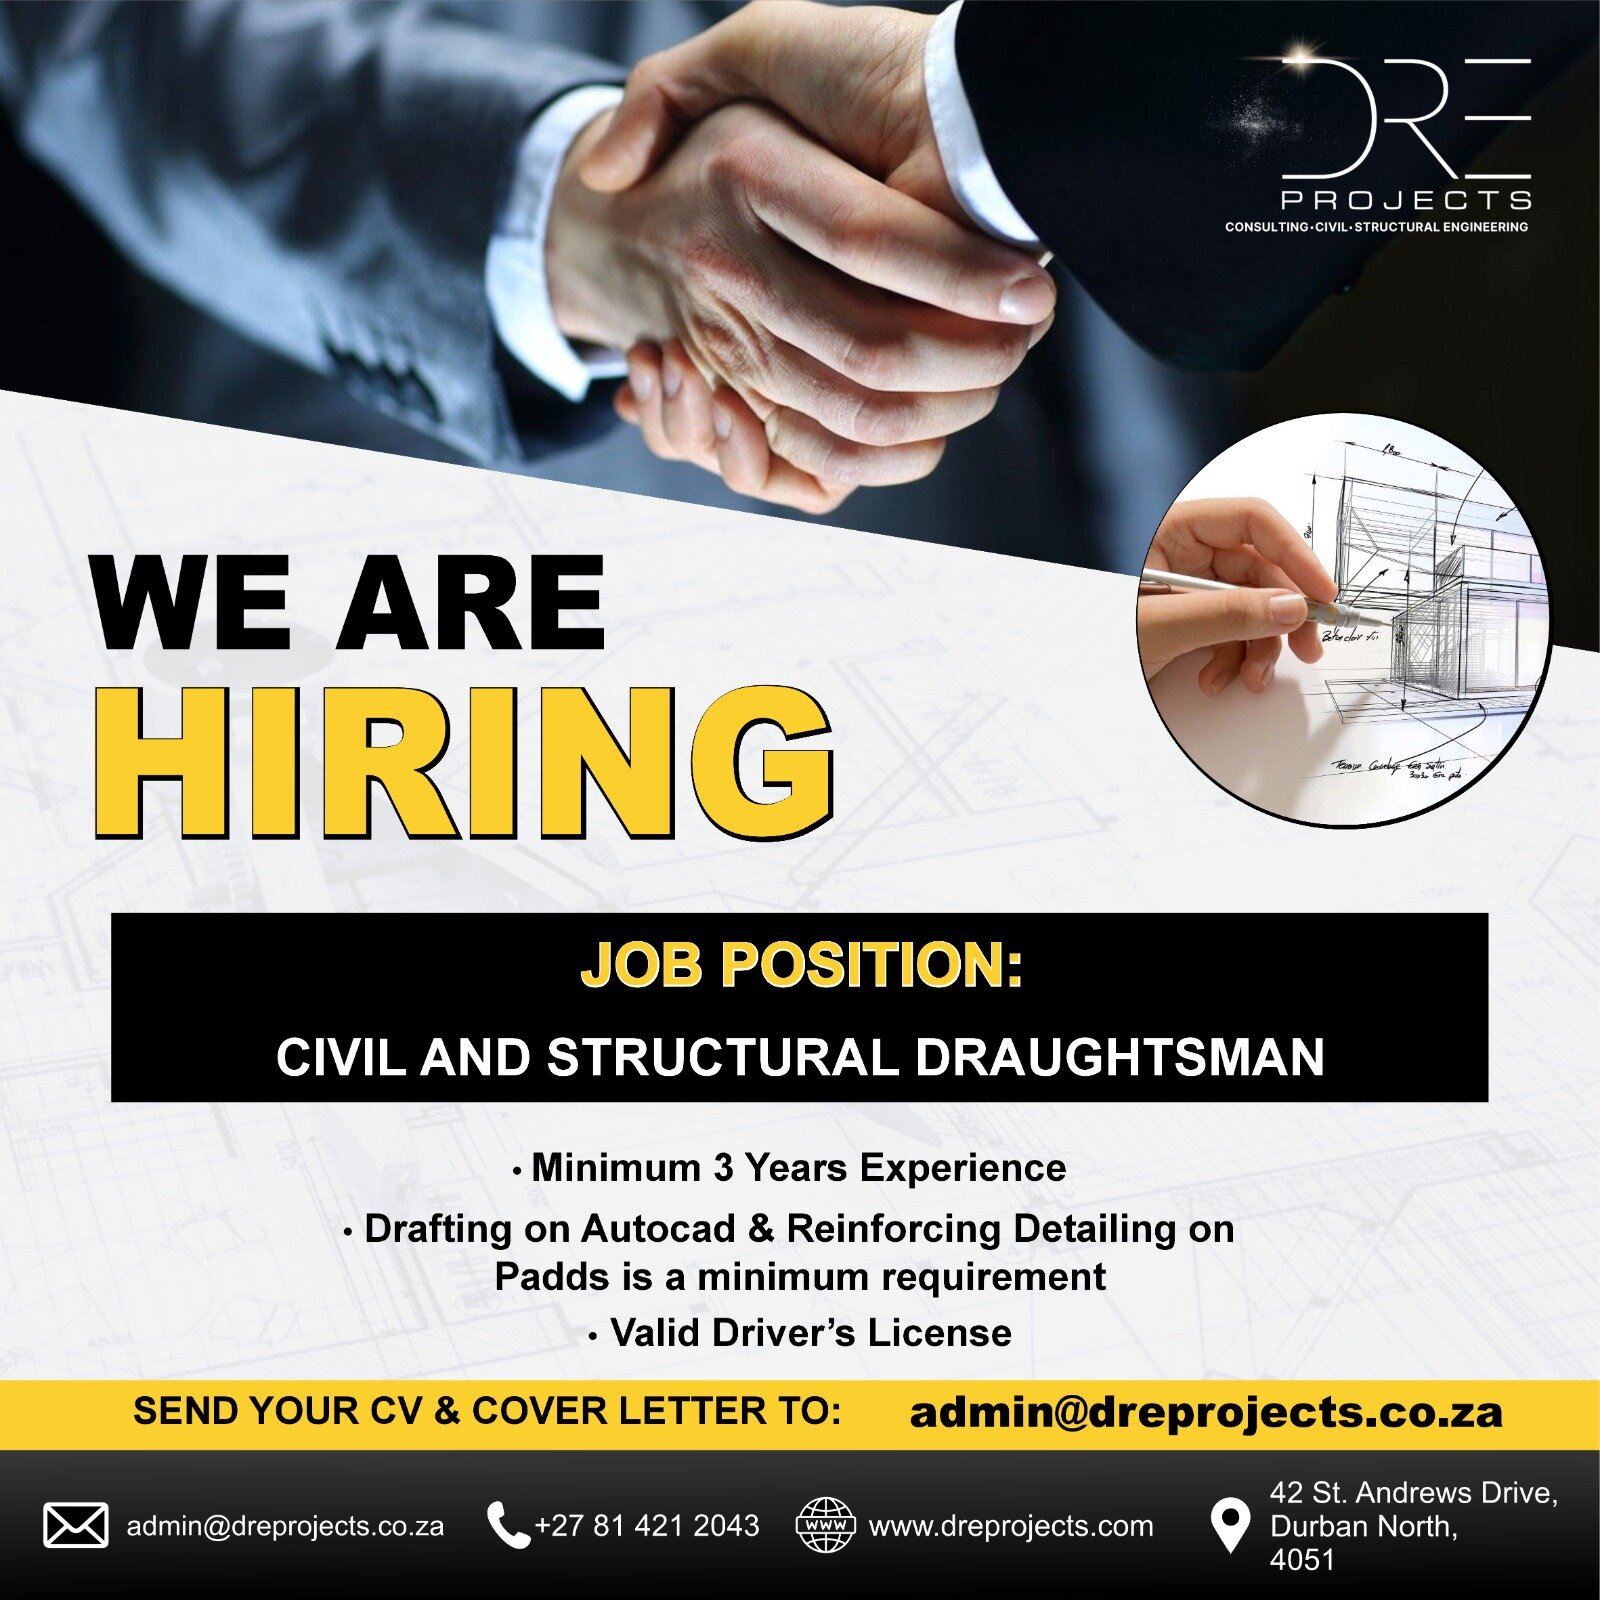 DRE
PROJECTS
CONSULTING•CIVIL•STRUCTURAL ENGINEERING
WE ARE
HIRING
JOB POSITION:
CIVIL AND STRUCTURAL DRAUGHTSMAN
• Minimum 3 Years Experience
• Drafting on Autocad & Reinforcing Detailing on
Padds is a minimum requirement
• Valid Driver’s License
SEND YOUR CV & COVER LETTER TO: admin@dreprojects.co.za
admin@dreprojects.co.za
+27 81 421 2043
www
www.dreprojects.com
42 St. Andrews Drive,
Durban North,
4051